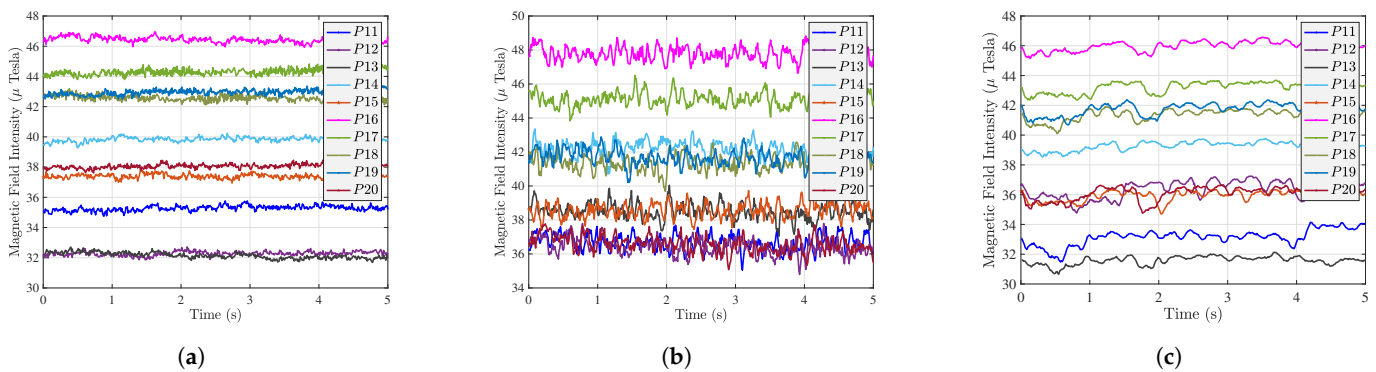 48
46
44
42
40
38
36
34
32
30
0
1
2
3
4
5
Magnetic Field Intensity (μ Tesla)
Time (s)
P11
P12
P13
P14
P15
P16
P17
P18
P19
P20
(a)
50
48
46
44
42
40
38
36
34
0
1
2
3
4
5
Magnetic Field Intensity (μ Tesla)
Time (s)
P11
P12
P13
P14
P15
P16
P17
P18
P19
P20
(b)
48
46
44
42
40
38
36
34
32
30
0
1
2
3
4
5
Magnetic Field Intensity (μ Tesla)
Time (s)
P11
P12
P13
P14
P15
P16
P17
P18
P19
P20
(c)